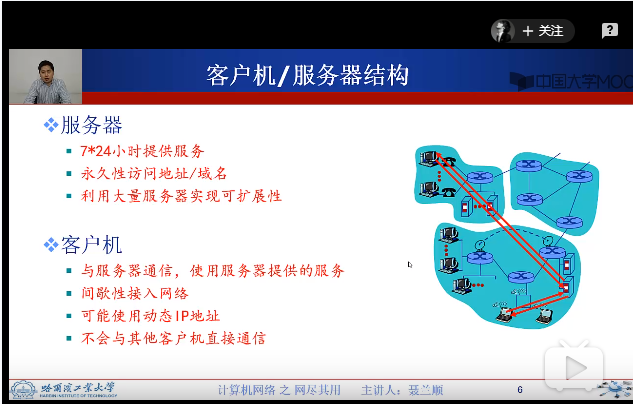 + 关注
?
客户机/服务器结构
中国大学MOOC
服务器
7*24小时提供服务
永久性访问地址/域名
利用大量服务器实现可扩展性
客户机
与服务器通信，使用服务器提供的服务
间歇性接入网络
可能使用动态IP地址
不会与其他客户机直接通信
哈尔滨工业大学
HARBIN INSTITUTE OF TECHNOLOGY
计算机网络 之 网尽其用 主讲人：聂兰顺
6